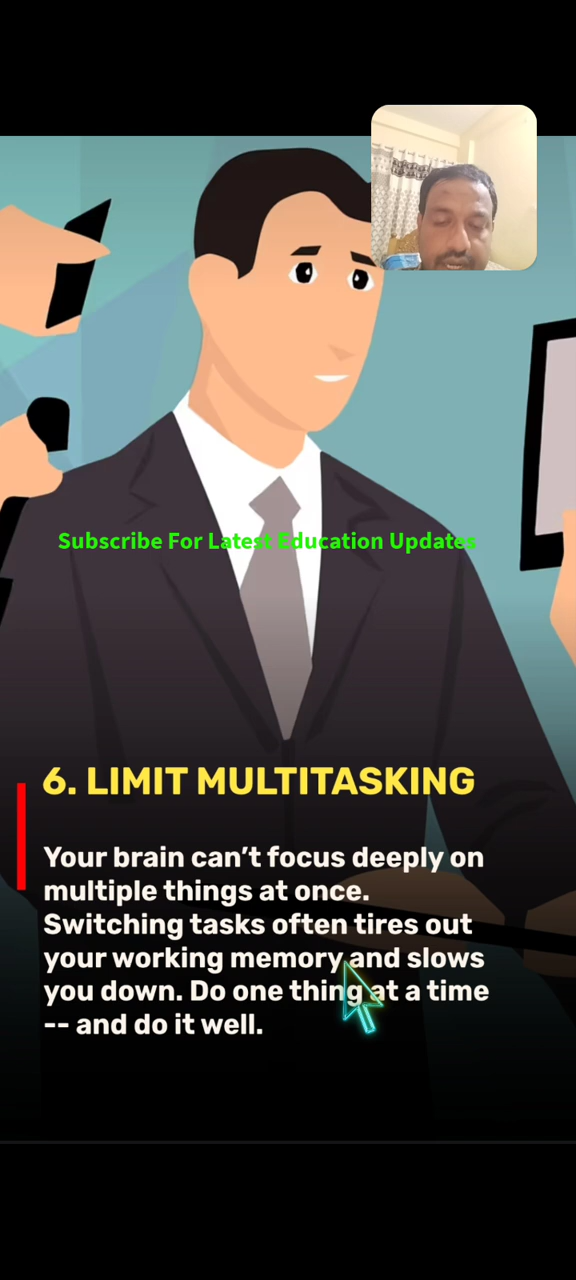 Subscribe For Latest Education Updates
6. LIMIT MULTITASKING
Your brain can’t focus deeply on
multiple things at once.
Switching tasks often tires out
your working memory and slows
you down. Do one thing at a time
-- and do it well.